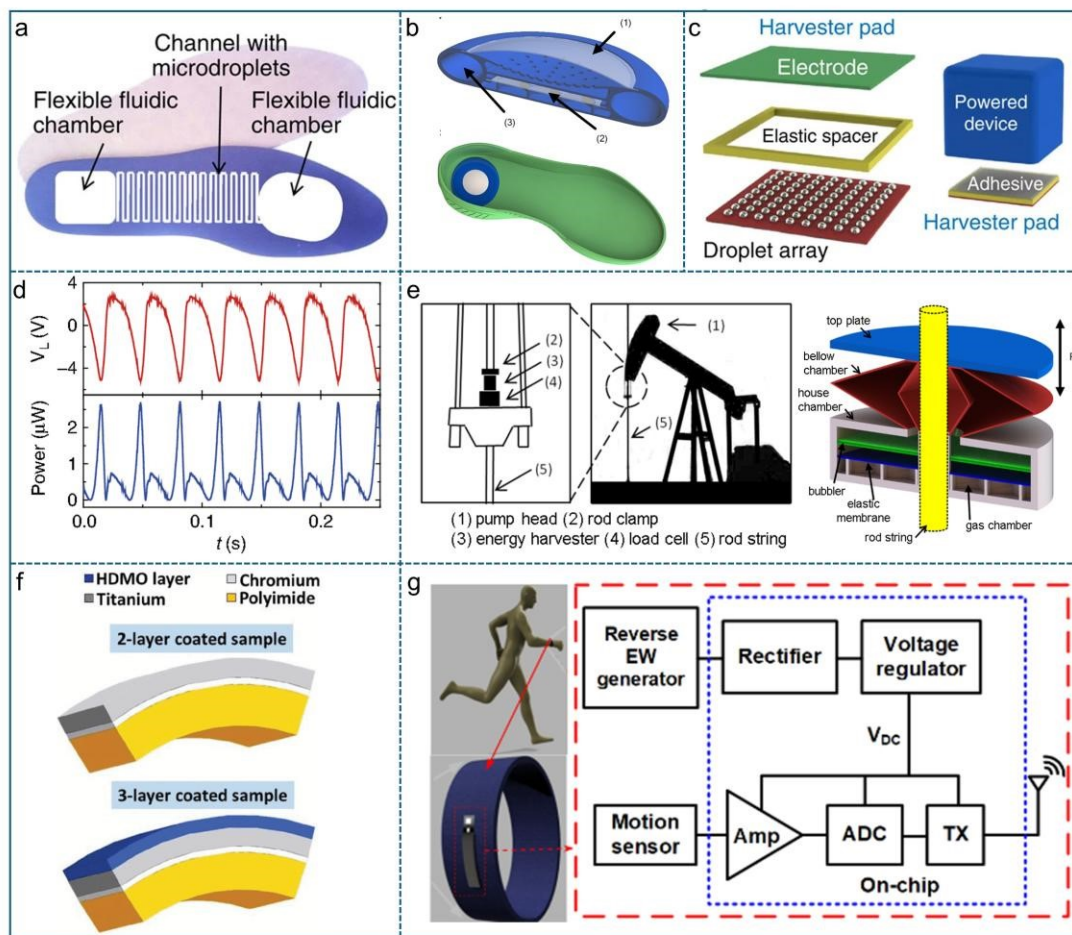 a
Channel with
microdroplets
Flexible fluidic
chamber
Flexible fluidic
chamber
b
(1)
(3)
(2)
c
Harvester pad
Electrode
Elastic spacer
Droplet array
Powered
device
Adhesive
Harvester pad
d
V_L (V)
4
0
−4
Power (μW)
2
1
0
0.0
0.1
0.2
t (s)
e
(2)
(3)
(4)
(5)
(1)
(5)
(1) pump head (2) rod clamp
(3) energy harvester (4) load cell (5) rod string
top plate
bellow
chamber
house
chamber
bubbler
elastic
membrane
rod string
gas chamber
f
HDMO layer
Chromium
Titanium
Polyimide
2-layer coated sample
3-layer coated sample
g
Reverse
EW
generator
Rectifier
Voltage
regulator
V_DC
Motion
sensor
Amp
ADC
TX
On-chip